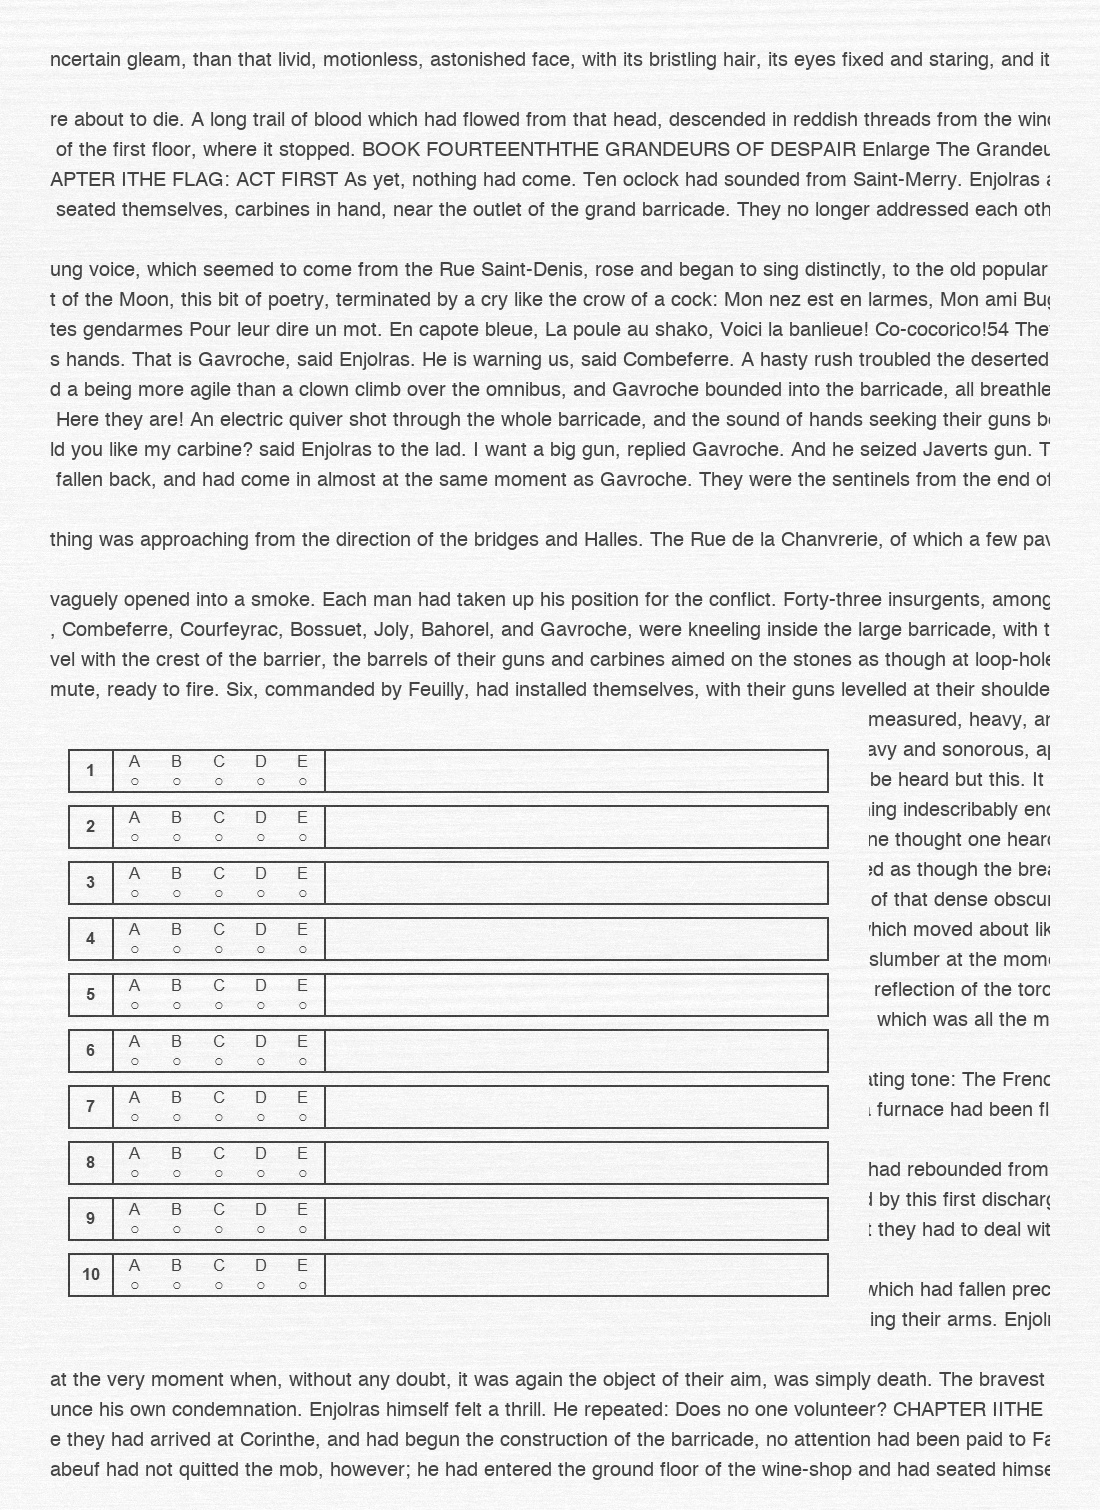 ncertain gleam, than that livid, motionless, astonished face, with its bristling hair, its eyes fixed and staring, and it
re about to die. A long trail of blood which had flowed from that head, descended in reddish threads from the
of the first floor, where it stopped. BOOK FOURTEENTHTHE GRANDEURS OF DESPAIR Enlarge The
APTER ITHE FLAG: ACT FIRST As yet, nothing had come. Ten oclock had sounded from Saint-Merry. Enjolras
seated themselves, carbines in hand, near the outlet of the grand barricade. They no longer addressed each oth
ung voice, which seemed to come from the Rue Saint-Denis, rose and began to sing distinctly, to the old popular
t of the Moon, this bit of poetry, terminated by a cry like the crow of a cock: Mon nez est en larmes, Mon ami
tes gendarmes Pour leur dire un mot. En capote bleue, La poule au shako, Voici la banlieue! Co-cocorico!54 The
s hands. That is Gavroche, said Enjolras. He is warning us, said Combeferre. A hasty rush troubled the deserted
d a being more agile than a clown climb over the omnibus, and Gavroche bounded into the barricade, all breathle
Here they are! An electric quiver shot through the whole barricade, and the sound of hands seeking their guns
ld you like my carbine? said Enjolras to the lad. I want a big gun, replied Gavroche. And he seized Javerts gun. T
fallen back, and had come in almost at the same moment as Gavroche. They were the sentinels from the end of
thing was approaching from the direction of the bridges and Halles. The Rue de la Chanvrerie, of which a few
vaguely opened into a smoke. Each man had taken up his position for the conflict. Forty-three insurgents, among
, Combeferre, Courfeyrac, Bossuet, Joly, Bahorel, and Gavroche, were kneeling inside the large barricade, with t
vel with the crest of the barrier, the barrels of their guns and carbines aimed on the stones as though at loop-hole
mute, ready to fire. Six, commanded by Feuilly, had installed themselves, with their guns levelled at their shoulde
measured, heavy,
avy and sonorous,
1 A B C D E
be heard but this. It
2 A B C D E
ing indescribably
ne thought one
3 A B C D E
ed as though the
of that dense
4 A B C D E
hich moved about
slumber at the
5 A B C D E
reflection of the
which was all the m
6 A B C D E
ating tone: The
7 A B C D E
furnace had been fl
8 A B C D E
had rebounded from
9 A B C D E
by this first
they had to deal
10 A B C D E
which had fallen prec
ing their arms.
at the very moment when, without any doubt, it was again the object of their aim, was simply death. The bravest
unce his own condemnation. Enjolras himself felt a thrill. He repeated: Does no one volunteer? CHAPTER IITHE
e they had arrived at Corinthe, and had begun the construction of the barricade, no attention had been paid to
abeuf had not quitted the mob, however; he had entered the ground floor of the wine-shop and had seated himse